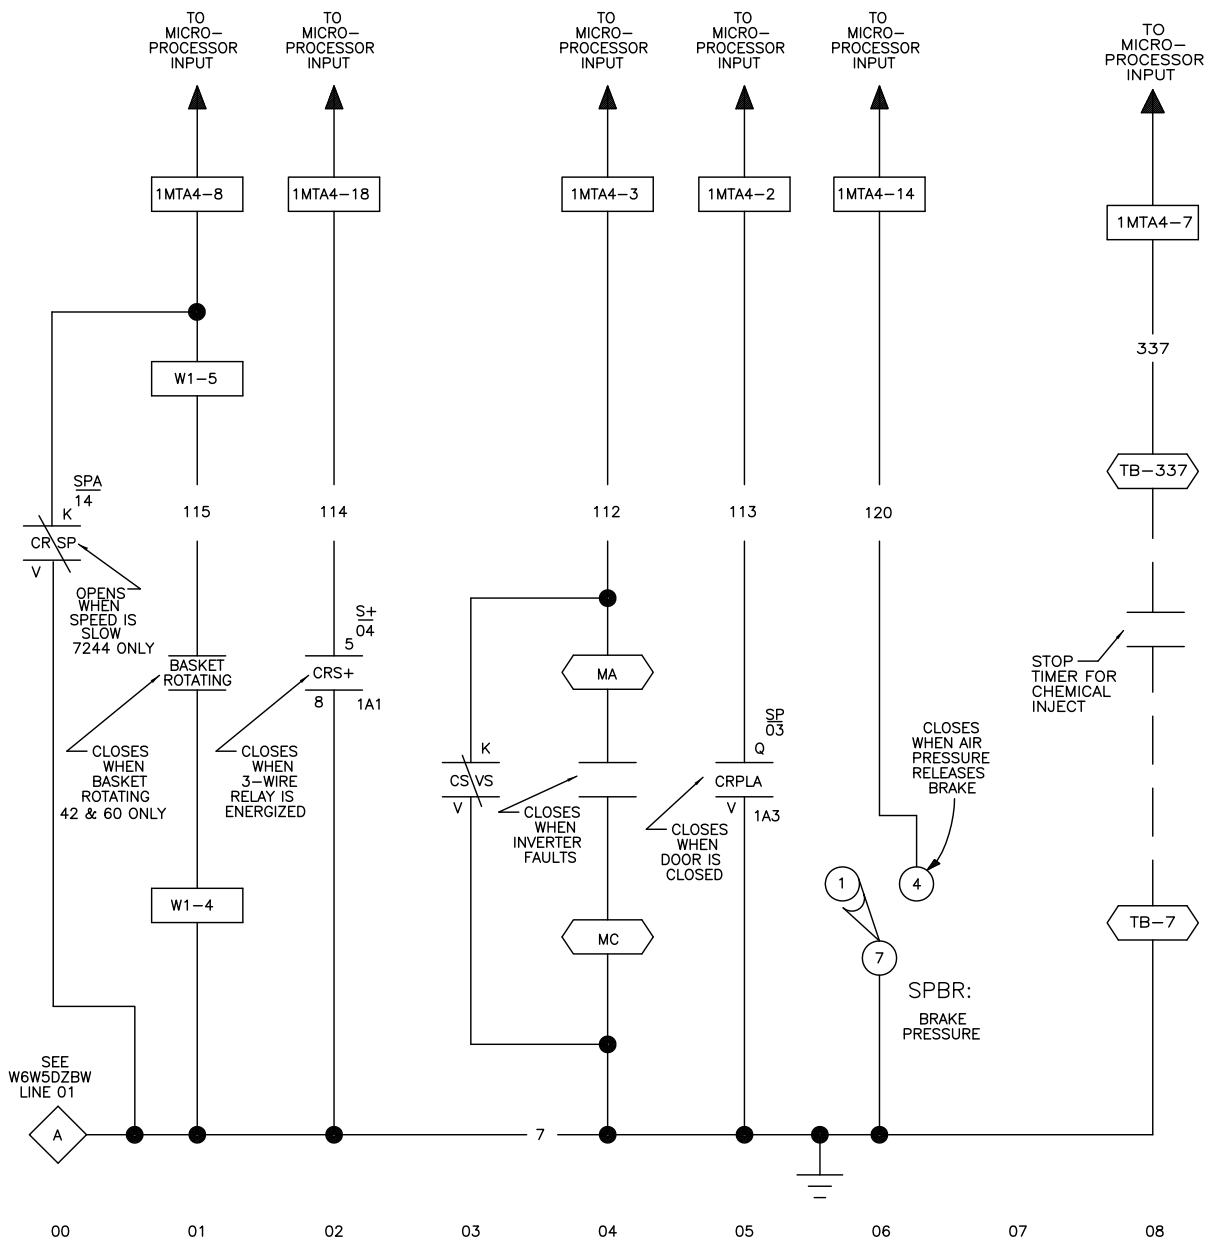 TO
MICRO-
PROCESSOR
INPUT
TO
MICRO-
PROCESSOR
INPUT
TO
MICRO-
PROCESSOR
INPUT
TO
MICRO-
PROCESSOR
INPUT
TO
MICRO-
PROCESSOR
INPUT
TO
MICRO-
PROCESSOR
INPUT
1MTA4-8
1MTA4-18
1MTA4-3
1MTA4-2
1MTA4-14
1MTA4-7
W1-5
337
TB-337
SPA
14
K
CR SP
V
115
114
112
113
120
OPENS
WHEN
SPEED IS
SLOW
7244 ONLY
BASKET
ROTATING
S+
04
5
CRS+
8
1A1
MA
STOP
TIMER FOR
CHEMICAL
INJECT
CLOSES
WHEN
BASKET
ROTATING
42 & 60 ONLY
CLOSES
WHEN
3-WIRE
RELAY IS
ENERGIZED
K
CS VS
V
CLOSES
WHEN
INVERTER
FAULTS
SP
03
Q
CRPLA
V
1A3
CLOSES
WHEN
DOOR IS
CLOSED
CLOSES
WHEN AIR
PRESSURE
RELEASES
BRAKE
1
4
W1-4
MC
7
TB-7
SPBR:
BRAKE
PRESSURE
SEE
W6W5DZBW
LINE 01
A
7
00
01
02
03
04
05
06
07
08